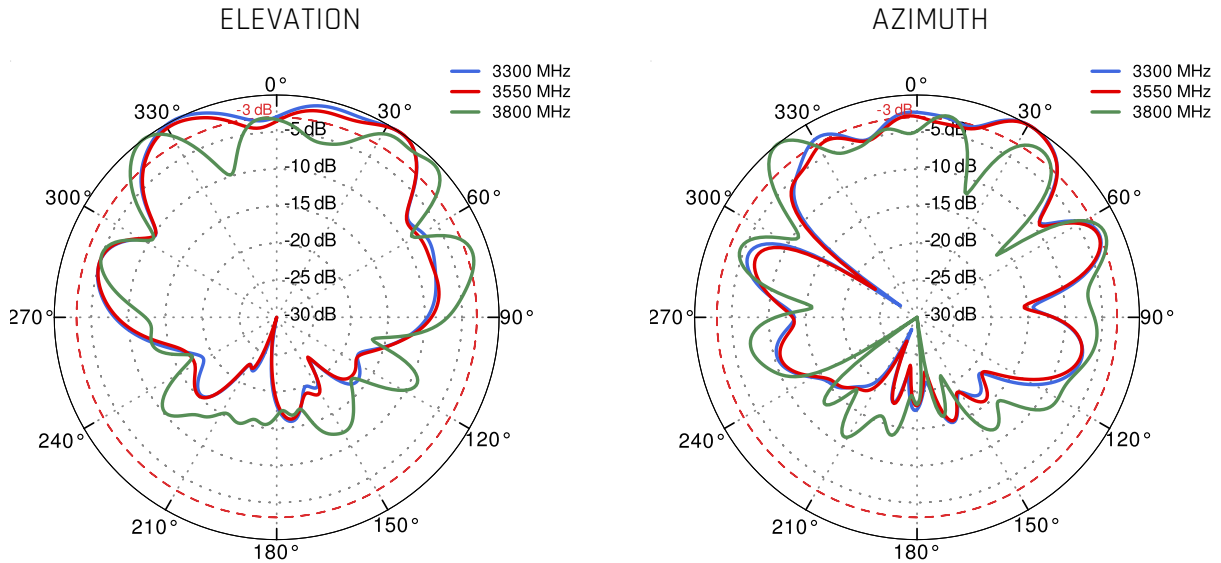 ELEVATION
3300 MHz
3550 MHz
3800 MHz
0°
330°
-3 dB
30°
-5 dB
-10 dB
300°
60°
-15 dB
-20 dB
-25 dB
270°
-30 dB
90°
240°
120°
210°
150°
180°
AZIMUTH
3300 MHz
3550 MHz
3800 MHz
0°
330°
-3 dB
30°
-5 dB
-10 dB
300°
60°
-15 dB
-20 dB
-25 dB
270°
-30 dB
90°
240°
120°
210°
150°
180°